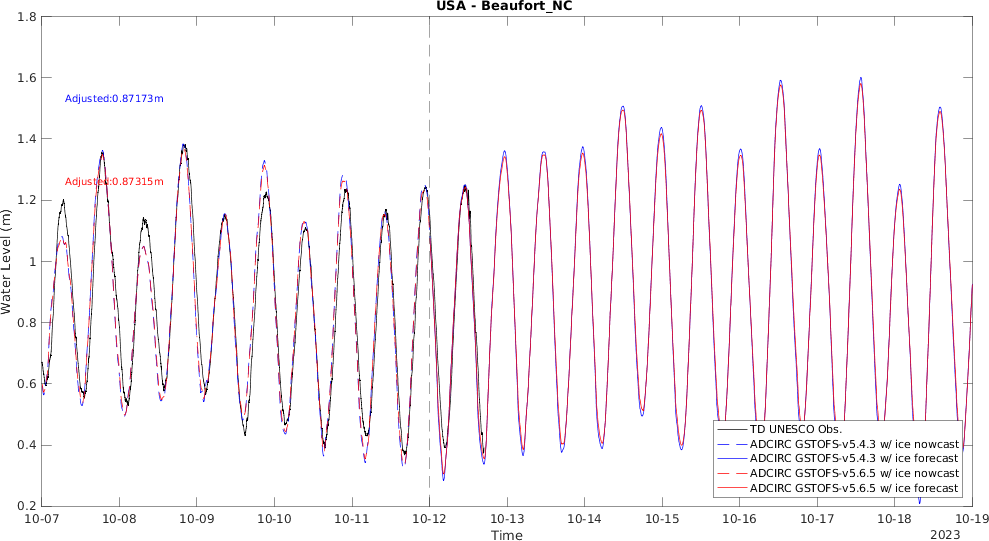 USA - Beaufort_NC
1.8
1.6
1.4
1.2
1
0.8
0.6
0.4
0.2
Water Level (m)
Adjusted:0.87173m
Adjusted:0.87315m
TD UNESCO Obs.
ADCIRC GSTOFS-v5.4.3 w/ ice nowcast
ADCIRC GSTOFS-v5.4.3 w/ ice forecast
ADCIRC GSTOFS-v5.6.5 w/ ice nowcast
ADCIRC GSTOFS-v5.6.5 w/ ice forecast
10-07 10-08 10-09 10-10 10-11 10-12 10-13 10-14 10-15 10-16 10-17 10-18 10-19
Time
2023